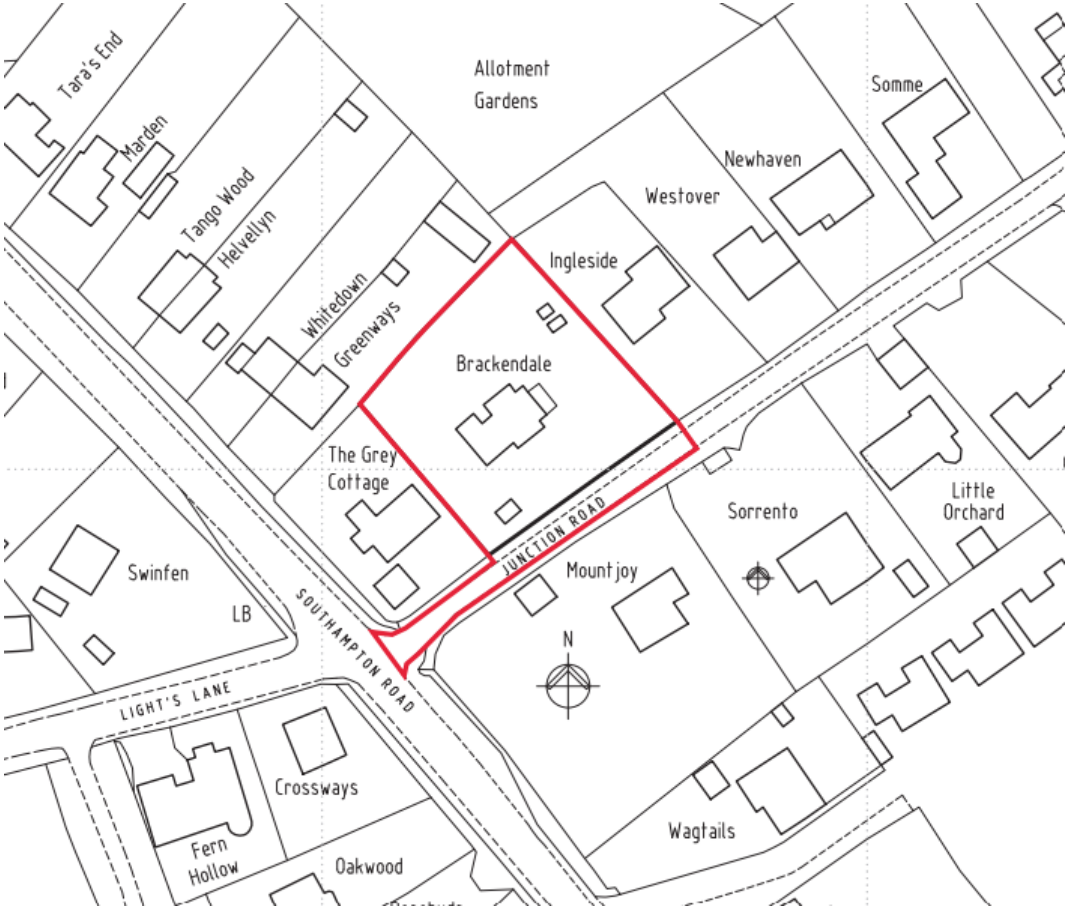 Tara's End
Marden
Tango Wood
Helvellyn
Whitedown
Greenways
Allotment
Gardens
Somme
Newhaven
Westover
Ingleside
Brackendale
The Grey
Cottage
JUNCTION ROAD
Sorrento
Little
Orchard
Mountjoy
Swinfen
LB
SOUTHAMPTON ROAD
N
LIGHT'S LANE
Crossways
Fern
Hollow
Oakwood
Wagtails